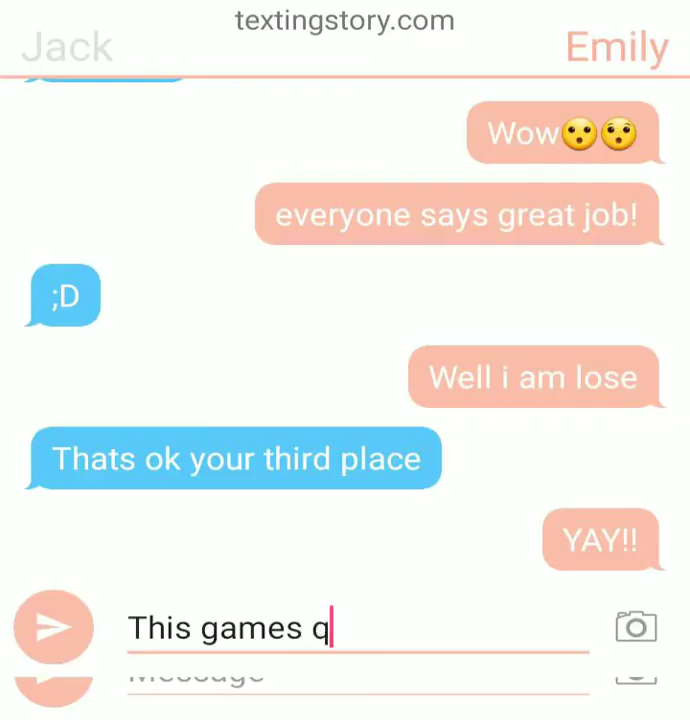 textingstory.com
Jack
Emily
Wow😯😯
everyone says great job!
;D
Well i am lose
Thats ok your third place
YAY!!
This games q
Message